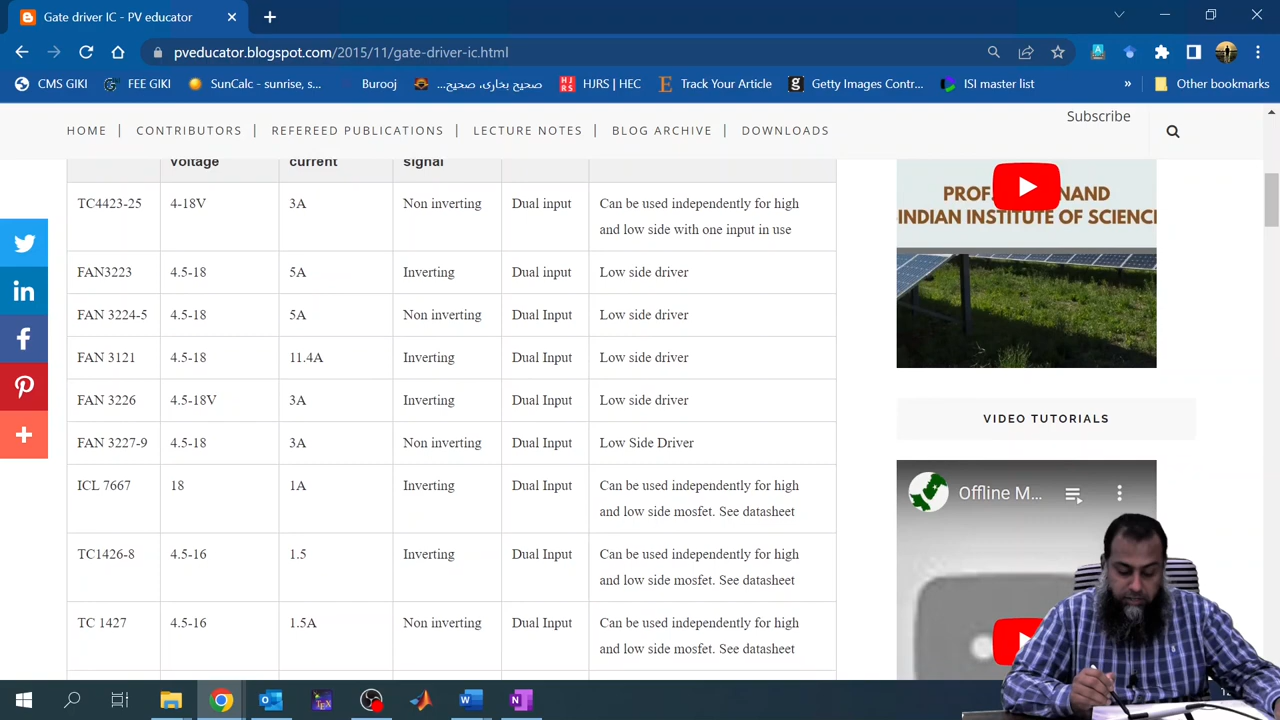 Gate driver IC - PV educator
pveducator.blogspot.com/2015/11/gate-driver-ic.html
CMS GIKI
FEE GIKI
SunCalc - sunrise, s...
Burooj
صحيح بخاری، صحيح...
HJRS | HEC
Track Your Article
Getty Images Contr...
ISI master list
»
Other bookmarks
HOME | CONTRIBUTORS | REFEREED PUBLICATIONS | LECTURE NOTES | BLOG ARCHIVE | DOWNLOADS
Subscribe
voltage current signal
TC4423-25 4-18V 3A Non inverting Dual input Can be used independently for high
and low side with one input in use
FAN3223 4.5-18 5A Inverting Dual input Low side driver
FAN 3224-5 4.5-18 5A Non inverting Dual Input Low side driver
FAN 3121 4.5-18 11.4A Inverting Dual Input Low side driver
FAN 3226 4.5-18V 3A Inverting Dual Input Low side driver
FAN 3227-9 4.5-18 3A Non inverting Dual Input Low Side Driver
ICL 7667 18 1A Inverting Dual Input Can be used independently for high
and low side mosfet. See datasheet
TC1426-8 4.5-16 1.5 Inverting Dual Input Can be used independently for high
and low side mosfet. See datasheet
TC 1427 4.5-16 1.5A Non inverting Dual Input Can be used independently for high
and low side mosfet. See datasheet
INDIAN INSTITUTE OF SCIENC
VIDEO TUTORIALS
Offline M...